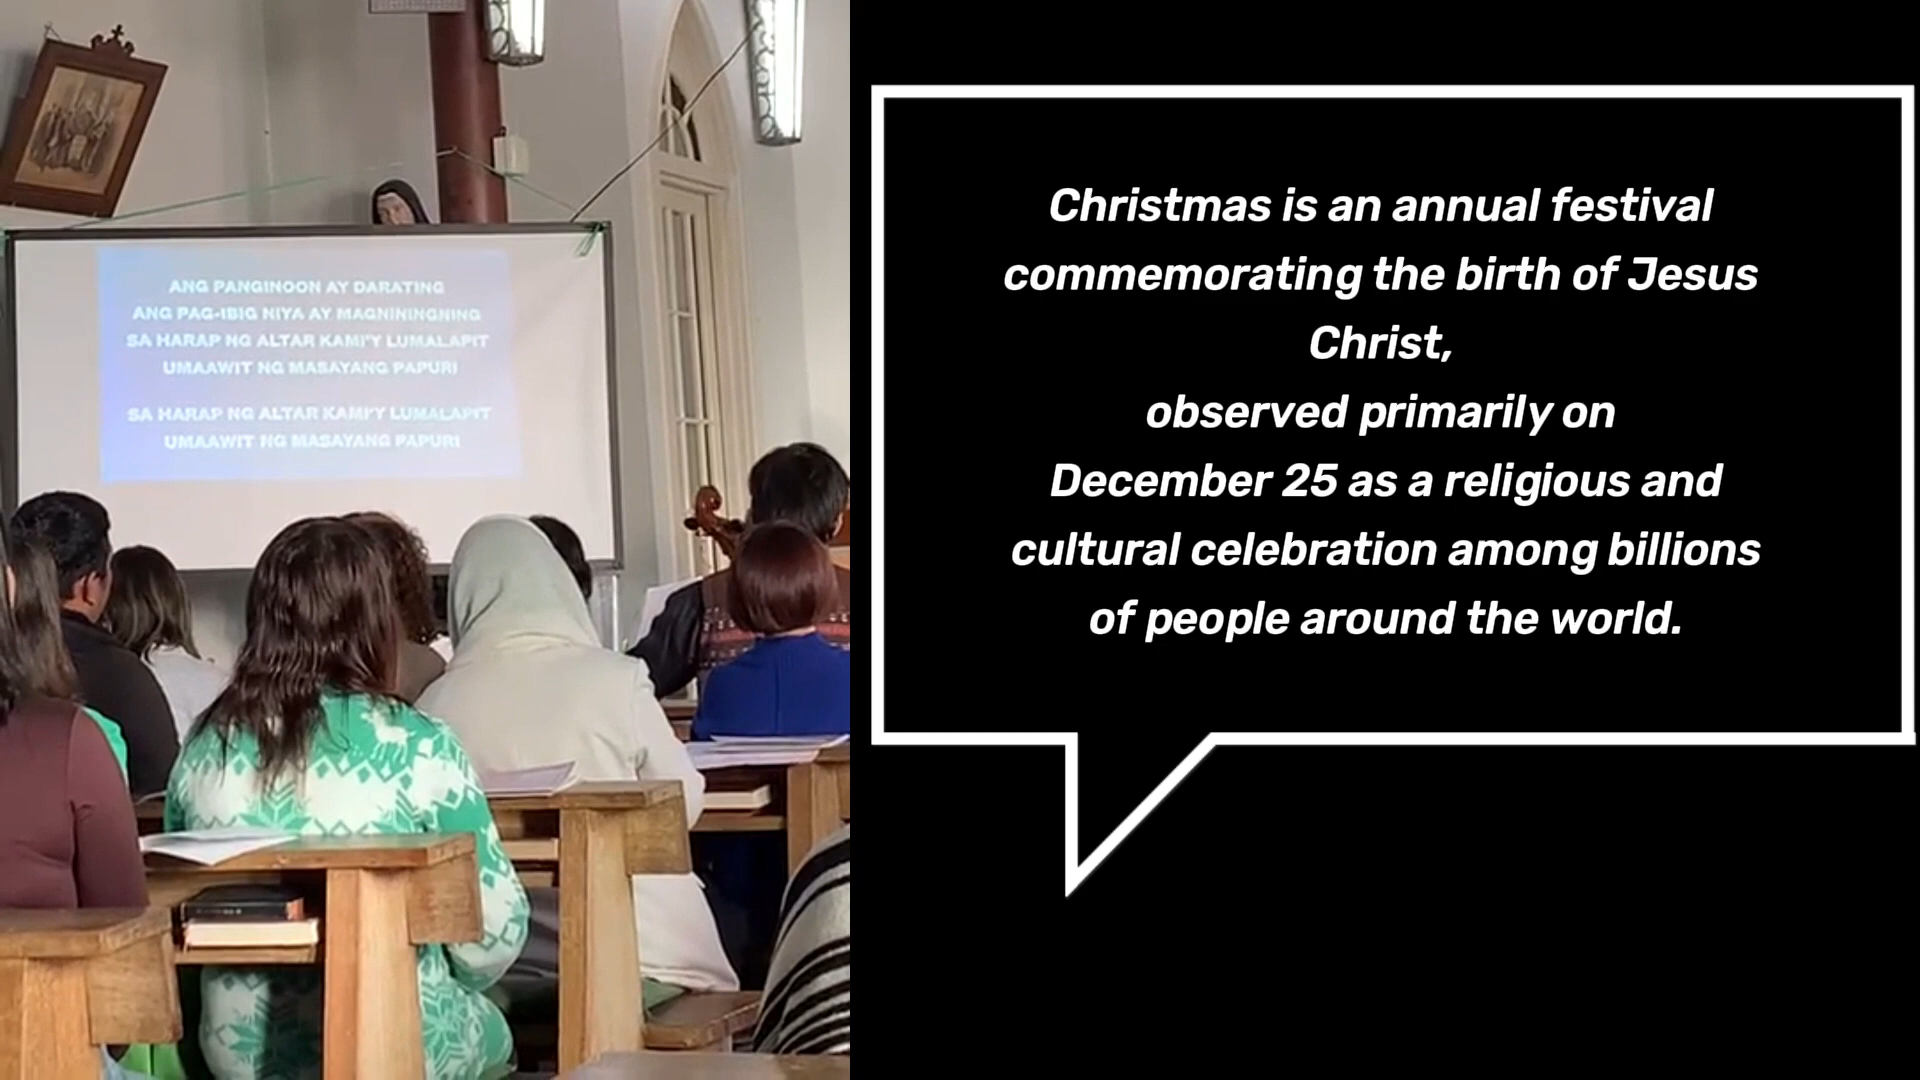 ANG PANGINOON AY DARATING
ANG PAG-IBIG NIYA AY MAGNININGNING
SA HARAP NG ALTAR KAMI'Y LUMALAPIT
UMAAWIT NG MASAYANG PAPURI
SA HARAP NG ALTAR KAMI'Y LUMALAPIT
UMAAWIT NG MASAYANG PAPURI
Christmas is an annual festival
commemorating the birth of Jesus
Christ,
observed primarily on
December 25 as a religious and
cultural celebration among billions
of people around the world.